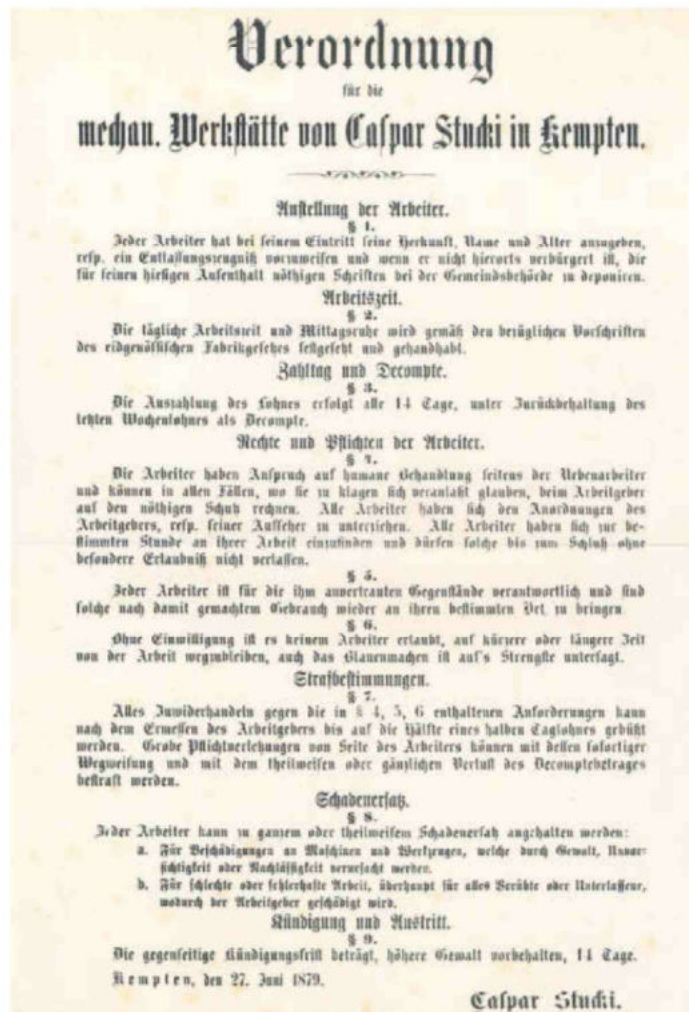 Verordnung
für die
mechan. Werkstätte von Caspar Stucki in Kempten.
Anstellung der Arbeiter.
§ 1.
Jeder Arbeiter hat bei seinem Eintritt seine Herkunft, Name und Alter anzugeben,
resp. ein Entlassungszeugniß vorzuweisen und wenn er nicht hierorts verbürgert ist, die
für seinen hiesigen Aufenthalt nöthigen Schriften bei der Gemeindsbehörde zu deponiren.
Arbeitszeit.
§ 2.
Die tägliche Arbeitszeit und Mittagsruhe wird gemäß den bezüglichen Vorschriften
des eidgenössischen Fabrikgesetzes festgesetzt und gehandhabt.
Zahltag und Decompte.
§ 3.
Die Auszahlung des Lohnes erfolgt alle 14 Tage, unter Zurückbehaltung des
letzten Wochenlohnes als Decompte.
Rechte und Pflichten der Arbeiter.
§ 4.
Die Arbeiter haben Anspruch auf humane Behandlung seitens der Nebenarbeiter
und können in allen Fällen, wo sie zu klagen sich veranlaßt glauben, beim Arbeitgeber
auf den nöthigen Schutz rechnen. Alle Arbeiter haben sich den Anordnungen des
Arbeitgebers, resp. seiner Aufseher zu unterziehen. Alle Arbeiter haben sich zur be-
stimmten Stunde an ihrer Arbeit einzufinden und dürfen solche bis zum Schluß ohne
besondere Erlaubniß nicht verlassen.
§ 5.
Jeder Arbeiter ist für die ihm anvertrauten Gegenstände verantwortlich und sind
solche nach damit gemachtem Gebrauch wieder an ihren bestimmten Ort zu bringen
§ 6.
Ohne Einwilligung ist es keinem Arbeiter erlaubt, auf kürzere oder längere Zeit
von der Arbeit wegzubleiben, auch das Blauenmachen ist auf's Strengste untersagt.
Strafbestimmungen.
§ 7.
Alles Zuwiderhandeln gegen die in § 4, 5, 6 enthaltenen Anforderungen kann
nach dem Ermessen des Arbeitgebers bis auf die Hälfte eines halben Taglohnes gebüßt
werden. Grobe Pflichtverletzungen von Seite des Arbeiters können mit dessen sofortiger
Wegweisung und mit dem theilweisen oder gänzlichen Verlust des Decomptebetrages
bestraft werden.
Schadenersatz.
§ 8.
Jeder Arbeiter kann zu ganzem oder theilweisem Schadenersatz angehalten werden:
a. Für Beschädigungen an Maschinen und Werkzeugen, welche durch Gewalt, Unvor-
sichtigkeit oder Nachlässigkeit verursacht werden.
b. Für schlechte oder fehlerhafte Arbeit, überhaupt für alles Verübte oder Unterlassene,
wodurch der Arbeitgeber geschädigt wird.
Kündigung und Austritt.
§ 9.
Die gegenseitige Kündigungsfrist beträgt, höhere Gewalt vorbehalten, 14 Tage.
Kempten, den 27. Juni 1879.
Caspar Stucki.